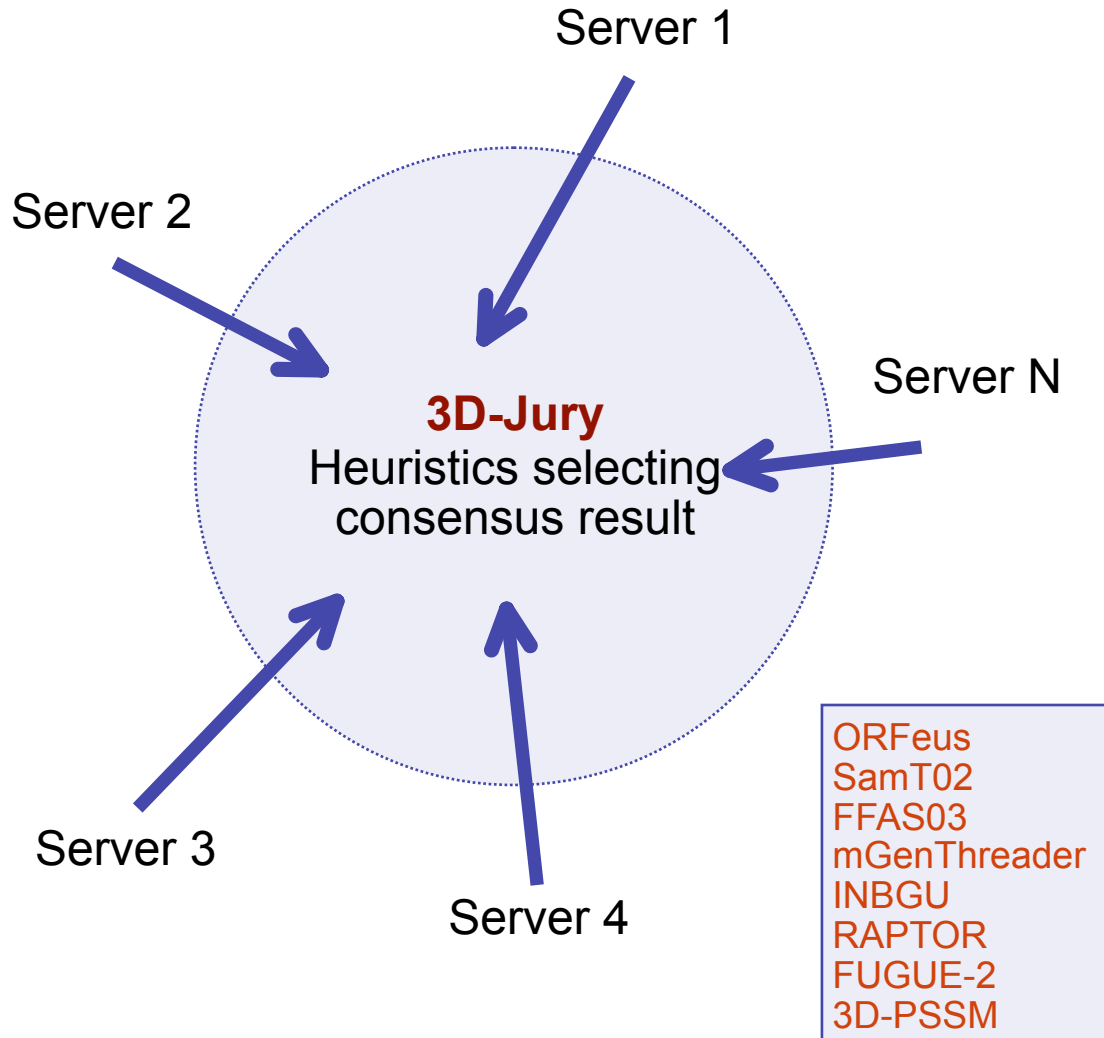 Server 1
Server 2
Server N
3D-Jury
Heuristics selecting
consensus result
Server 3
Server 4
ORFeus
SamT02
FFAS03
mGenThreader
INBGU
RAPTOR
FUGUE-2
3D-PSSM